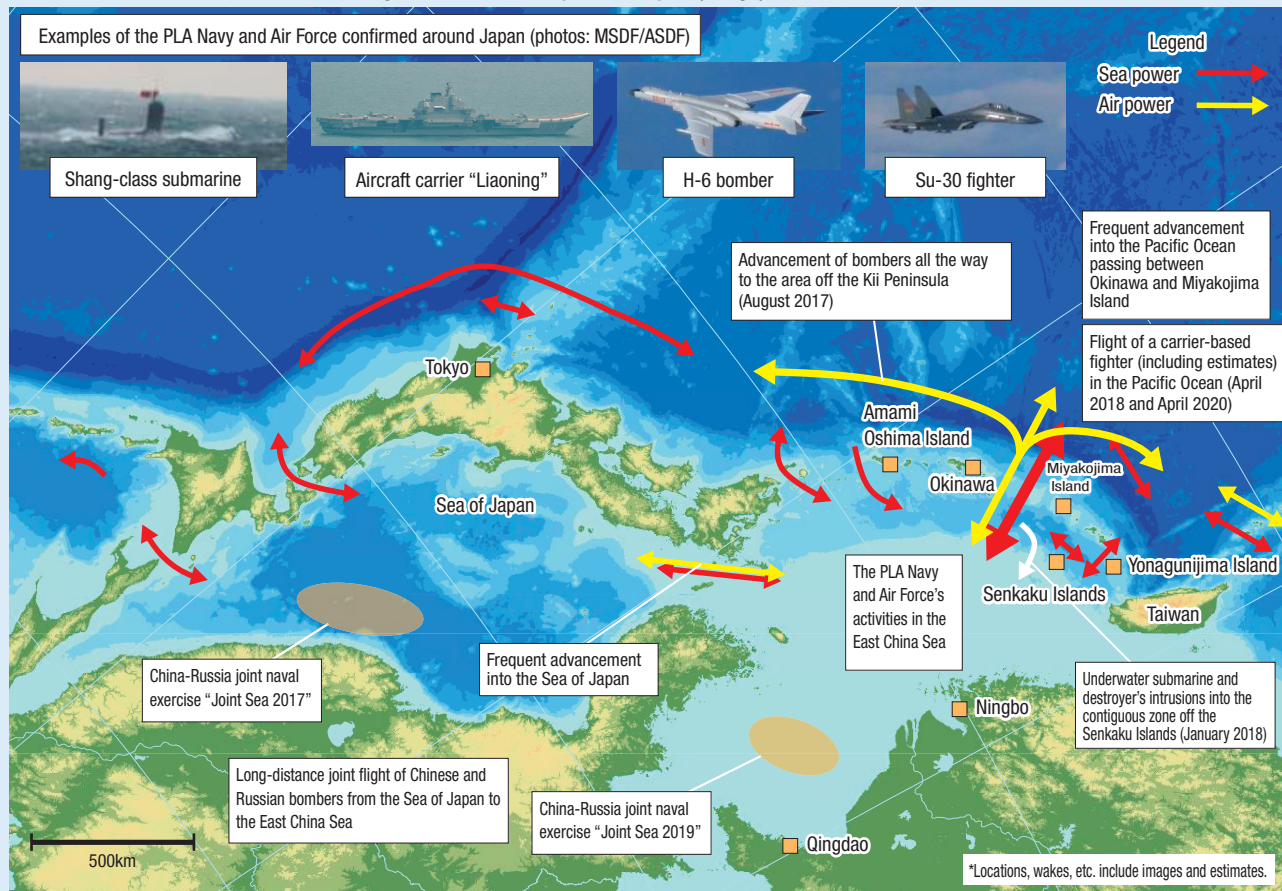 Examples of the PLA Navy and Air Force confirmed around Japan (photos: MSDF/ASDF)
Legend
Sea power
Air power
Shang-class submarine
Aircraft carrier “Liaoning”
H-6 bomber
Su-30 fighter
Frequent advancement
into the Pacific Ocean
passing between
Okinawa and Miyakojima
Island
Advancement of bombers all the way
to the area off the Kii Peninsula
(August 2017)
Flight of a carrier-based
fighter (including estimates)
in the Pacific Ocean (April
2018 and April 2020)
Tokyo
Amami
Oshima Island
Okinawa
Miyakojima
Island
Sea of Japan
Yonagunijima Island
Senkaku Islands
Taiwan
The PLA Navy
and Air Force’s
activities in the
East China Sea
China-Russia joint naval
exercise “Joint Sea 2017”
Frequent advancement
into the Sea of Japan
Underwater submarine and
destroyer’s intrusions into the
contiguous zone off the
Senkaku Islands (January 2018)
Ningbo
Long-distance joint flight of Chinese and
Russian bombers from the Sea of Japan to
the East China Sea
China-Russia joint naval
exercise “Joint Sea 2019”
Qingdao
500km
*Locations, wakes, etc. include images and estimates.